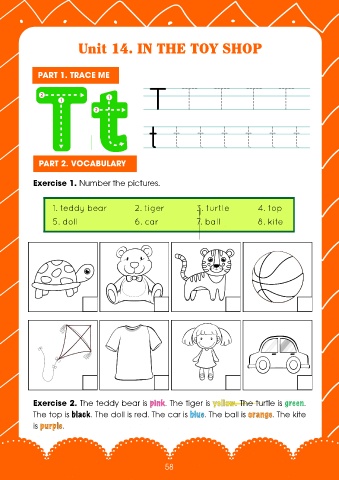 Unit 14. IN THE TOY SHOP
PART 1. TRACE ME
T t
T T T T T
t t t t t t t
PART 2. VOCABULARY
Exercise 1. Number the pictures.
1. teddy bear 2. tiger 3. turtle 4. top
5. doll 6. car 7. ball 8. kite
Exercise 2. The teddy bear is pink. The tiger is yellow. The turtle is green.
The top is black. The doll is red. The car is blue. The ball is orange. The kite
is purple.
58